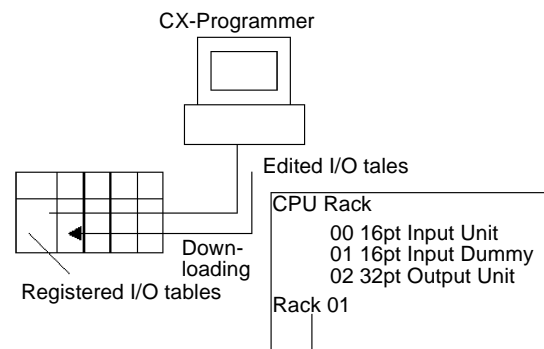 CX-Programmer
Edited I/O tales
CPU Rack
00 16pt Input Unit
01 16pt Input Dummy
02 32pt Output Unit
Rack 01
Down-
loading
Registered I/O tables